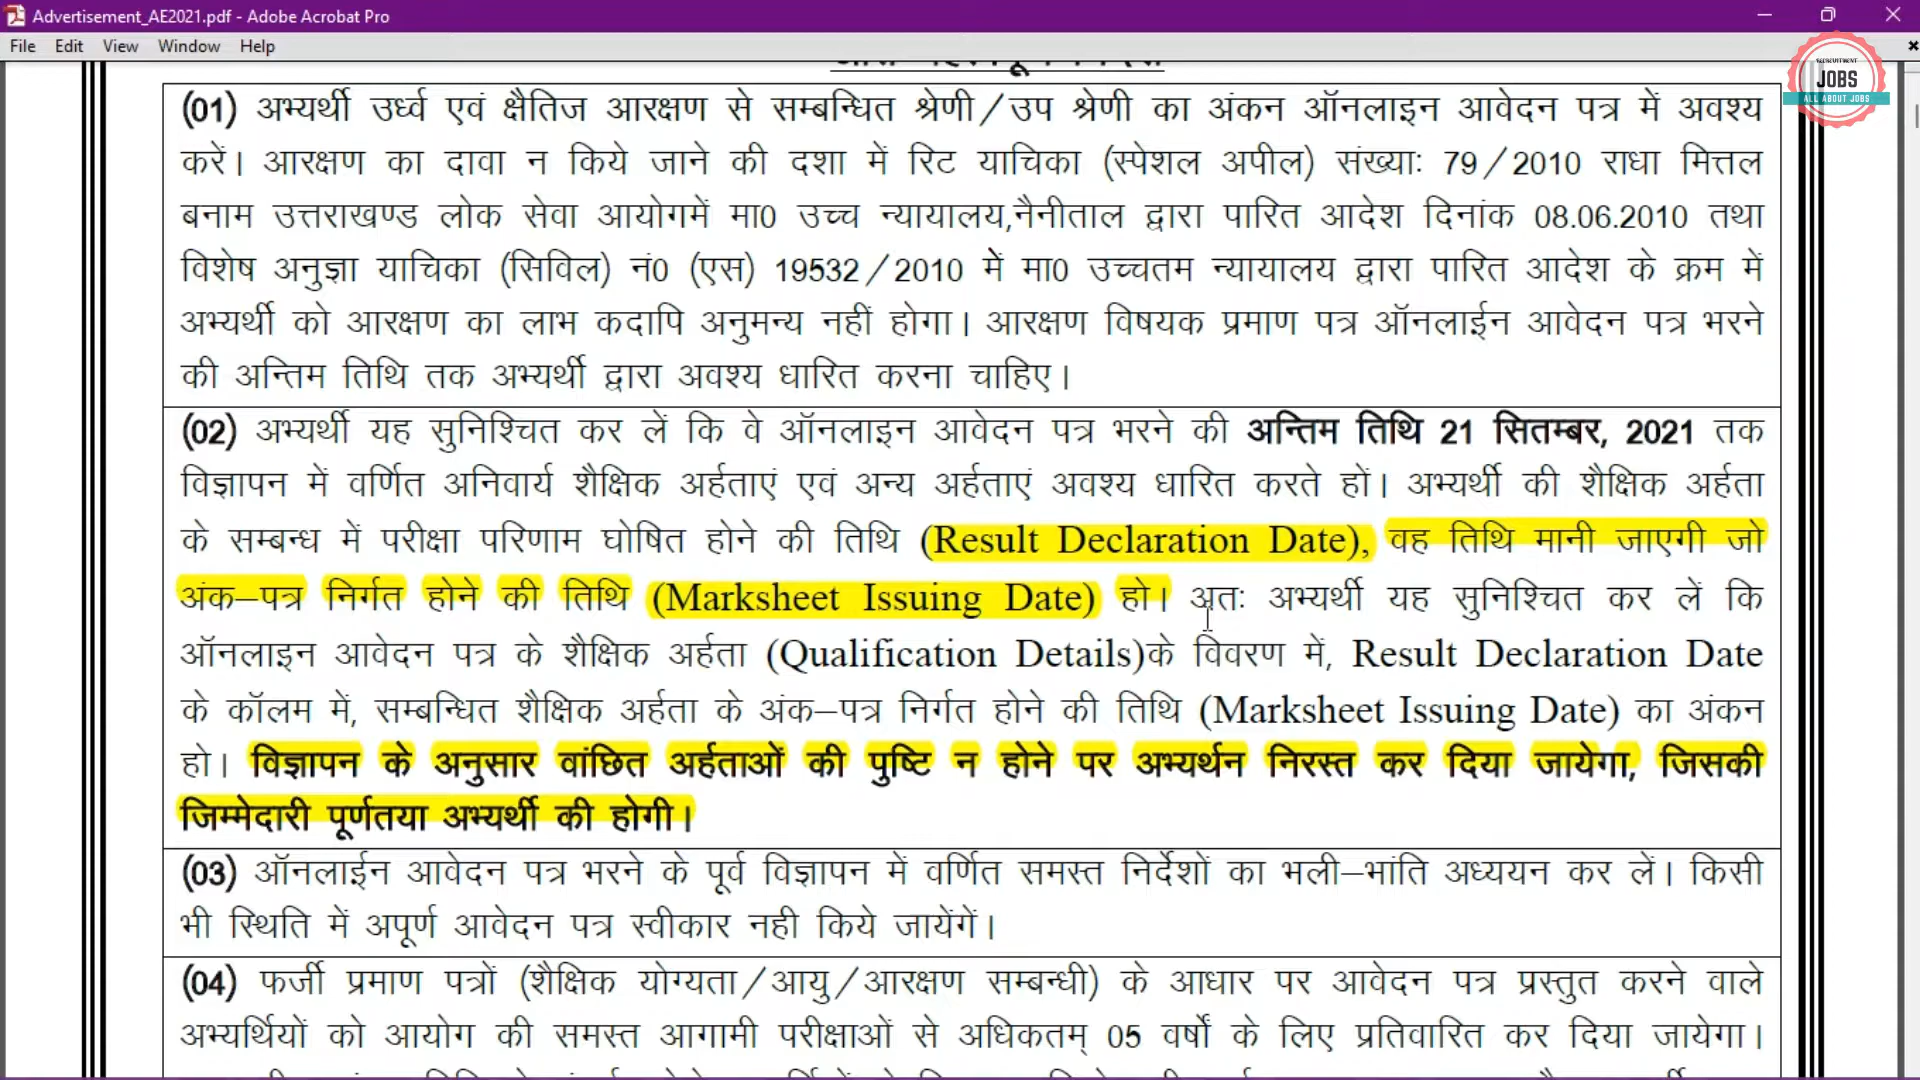 Advertisement_AE2021.pdf - Adobe Acrobat Pro
File Edit View Window Help
RECRUITMENT
JOBS
ALL ABOUT JOBS
(01) अभ्यर्थी उर्ध्व एवं क्षैतिज आरक्षण से सम्बन्धित श्रेणी/उप श्रेणी का अंकन ऑनलाइन आवेदन पत्र में अवश्य
करें। आरक्षण का दावा न किये जाने की दशा में रिट याचिका (स्पेशल अपील) संख्याः 79/2010 राधा मित्तल
बनाम उत्तराखण्ड लोक सेवा आयोगमें मा0 उच्च न्यायालय,नैनीताल द्वारा पारित आदेश दिनांक 08.06.2010 तथा
विशेष अनुज्ञा याचिका (सिविल) नं0 (एस) 19532/2010 में मा0 उच्चतम न्यायालय द्वारा पारित आदेश के क्रम में
अभ्यर्थी को आरक्षण का लाभ कदापि अनुमन्य नहीं होगा। आरक्षण विषयक प्रमाण पत्र ऑनलाईन आवेदन पत्र भरने
की अन्तिम तिथि तक अभ्यर्थी द्वारा अवश्य धारित करना चाहिए।
(02) अभ्यर्थी यह सुनिश्चित कर लें कि वे ऑनलाइन आवेदन पत्र भरने की अन्तिम तिथि 21 सितम्बर, 2021 तक
विज्ञापन में वर्णित अनिवार्य शैक्षिक अर्हताएं एवं अन्य अर्हताएं अवश्य धारित करते हों। अभ्यर्थी की शैक्षिक अर्हता
के सम्बन्ध में परीक्षा परिणाम घोषित होने की तिथि (Result Declaration Date), वह तिथि मानी जाएगी जो
अंक–पत्र निर्गत होने की तिथि (Marksheet Issuing Date) हो। अतः अभ्यर्थी यह सुनिश्चित कर लें कि
ऑनलाइन आवेदन पत्र के शैक्षिक अर्हता (Qualification Details)के विवरण में, Result Declaration Date
के कॉलम में, सम्बन्धित शैक्षिक अर्हता के अंक–पत्र निर्गत होने की तिथि (Marksheet Issuing Date) का अंकन
हो। विज्ञापन के अनुसार वांछित अर्हताओं की पुष्टि न होने पर अभ्यर्थन निरस्त कर दिया जायेगा, जिसकी
जिम्मेदारी पूर्णतया अभ्यर्थी की होगी।
(03) ऑनलाईन आवेदन पत्र भरने के पूर्व विज्ञापन में वर्णित समस्त निर्देशों का भली–भांति अध्ययन कर लें। किसी
भी स्थिति में अपूर्ण आवेदन पत्र स्वीकार नही किये जायेंगें।
(04) फर्जी प्रमाण पत्रों (शैक्षिक योग्यता/आयु/आरक्षण सम्बन्धी) के आधार पर आवेदन पत्र प्रस्तुत करने वाले
अभ्यर्थियों को आयोग की समस्त आगामी परीक्षाओं से अधिकतम् 05 वर्षों के लिए प्रतिवारित कर दिया जायेगा।